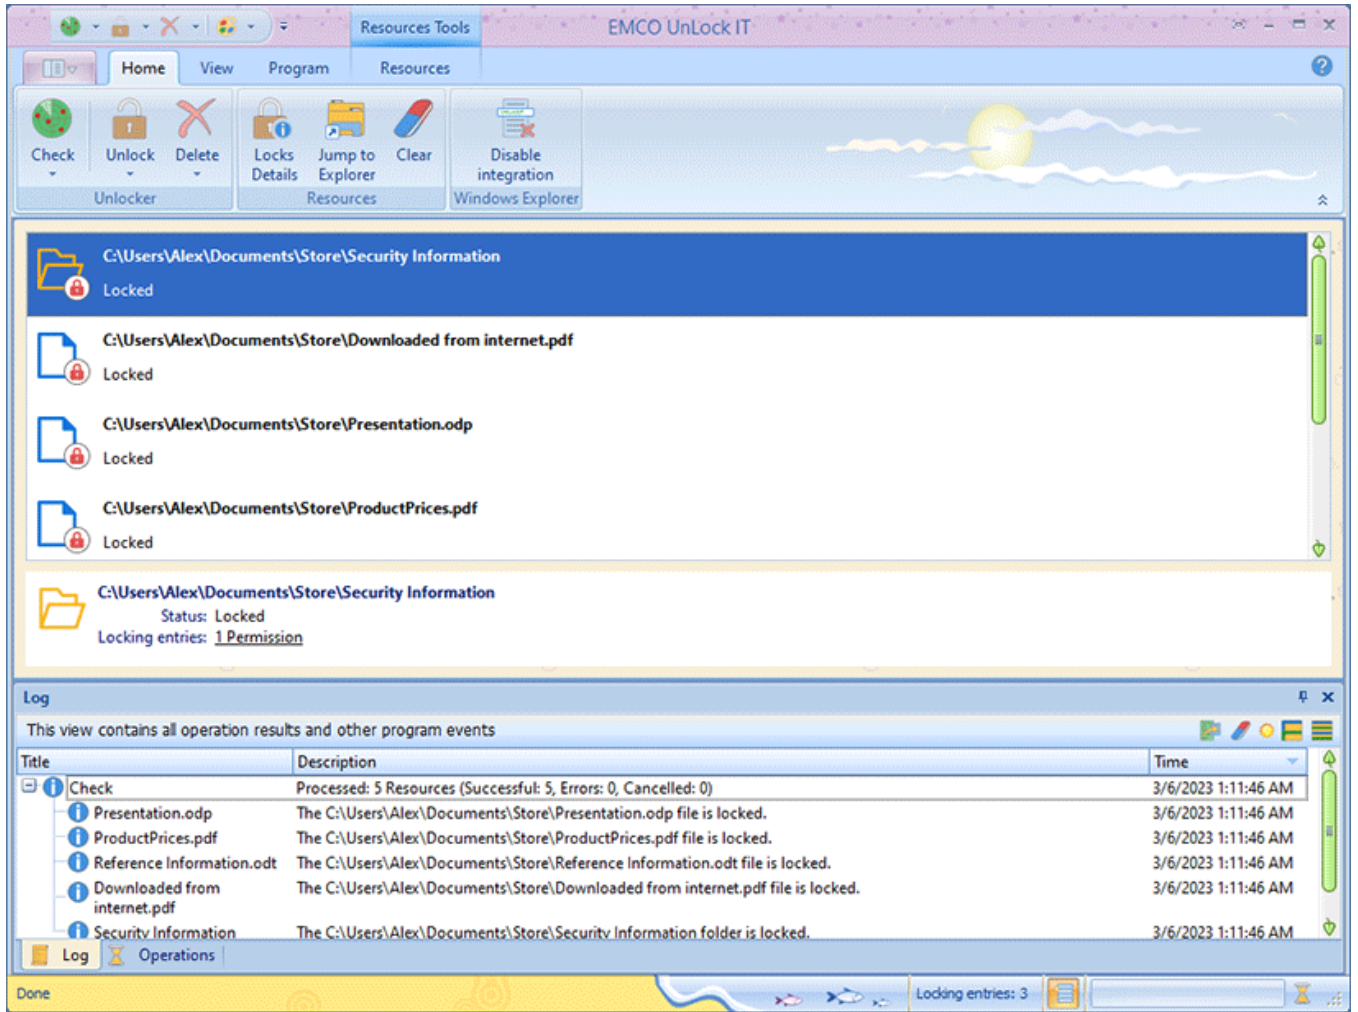 Resources Tools
EMCO UnLock IT
Home
View
Program
Resources
Check
Unlock
Delete
Locks
Details
Jump to
Explorer
Clear
Disable
integration
Unlocker
Resources
Windows Explorer
C:\Users\Alex\Documents\Store\Security Information
Locked
C:\Users\Alex\Documents\Store\Downloaded from internet.pdf
Locked
C:\Users\Alex\Documents\Store\Presentation.odp
Locked
C:\Users\Alex\Documents\Store\ProductPrices.pdf
Locked
C:\Users\Alex\Documents\Store\Security Information
Status: Locked
Locking entries: 1 Permission
Log
This view contains all operation results and other program events
Title Description Time
Check Processed: 5 Resources (Successful: 5, Errors: 0, Cancelled: 0) 3/6/2023 1:11:46 AM
Presentation.odp The C:\Users\Alex\Documents\Store\Presentation.odp file is locked. 3/6/2023 1:11:46 AM
ProductPrices.pdf The C:\Users\Alex\Documents\Store\ProductPrices.pdf file is locked. 3/6/2023 1:11:46 AM
Reference Information.odt The C:\Users\Alex\Documents\Store\Reference Information.odt file is locked. 3/6/2023 1:11:46 AM
Downloaded from The C:\Users\Alex\Documents\Store\Downloaded from internet.pdf file is locked. 3/6/2023 1:11:46 AM
internet.pdf
Security Information The C:\Users\Alex\Documents\Store\Security Information folder is locked. 3/6/2023 1:11:46 AM
Log
Operations
Done
Locking entries: 3